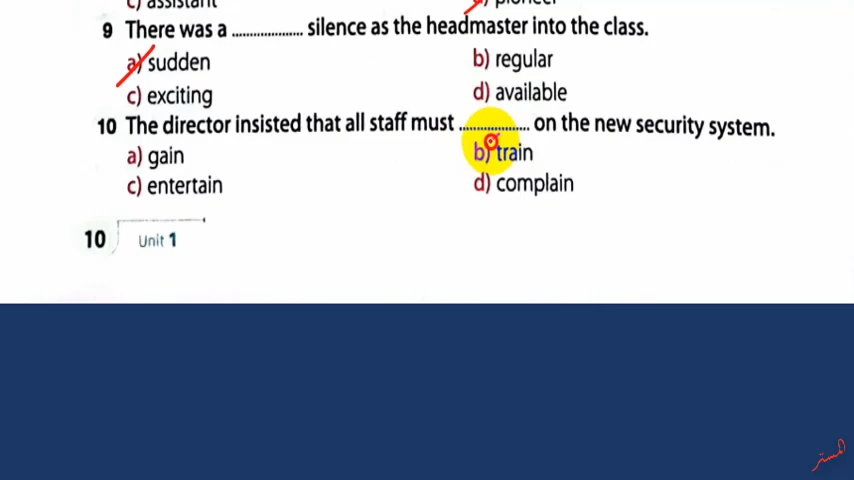 c) assistant
d) pioneer
9 There was a ................... silence as the headmaster into the class.
a) sudden b) regular
c) exciting d) available
10 The director insisted that all staff must ................... on the new security system.
a) gain b) train
c) entertain d) complain
10 Unit 1
المستر